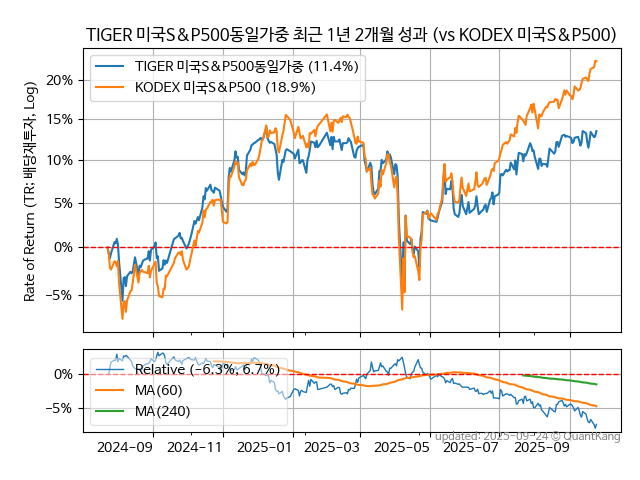 TIGER 미국S&P500동일가중 최근 1년 2개월 성과 (vs KODEX 미국S&P500)
Rate of Return (TR: 배당재투자, Log)
20%
15%
10%
5%
0%
−5%
TIGER 미국S&P500동일가중 (11.4%)
KODEX 미국S&P500 (18.9%)
0%
−5%
Relative (−6.3%, 6.7%)
MA(60)
MA(240)
2024-09 2024-11 2025-01 2025-03 2025-05 2025-07 2025-09
updated: 2025-09-24 © QuantKang